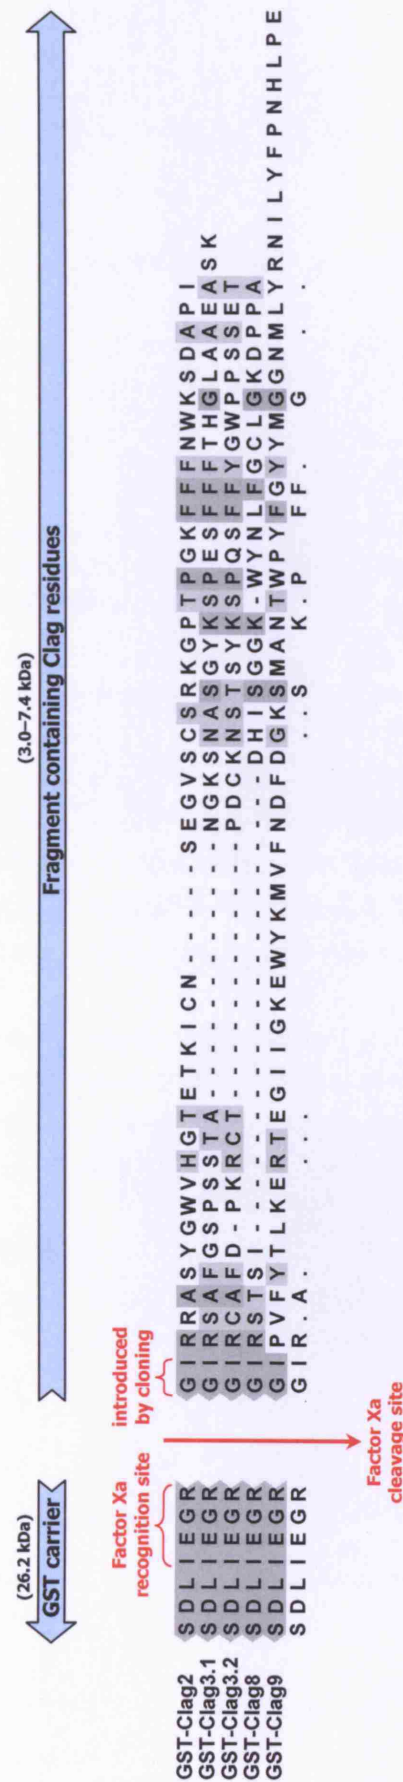 (26.2 kDa)
GST carrier
(3.0–7.4 kDa)
Fragment containing Clag residues
Factor Xa
recognition site
introduced
by cloning
GST-Clag2 S D L I E G R G I R R A S Y G W V H G T E T K I C N - - - - - - S E G V S C S R K G P T P G K F F F N W K S D A P I
GST-Clag3.1 S D L I E G R G I R S A F G S P S S T A - - - - - - - - - - - - N G K S N A S G Y K S P E S F F F T H G L A A E A S K
GST-Clag3.2 S D L I E G R G I R C A F D - P K R C T - - - - - - - - - - - - P D C K N S T S Y K S P Q S F F Y G W P P S S E T
GST-Clag8 S D L I E G R G I R S T S I - - - - - - - - - - - - - - - - - - - - - D H I S G G K - W Y N L F G C L G K D P P A
GST-Clag9 S D L I E G R G I P V F Y T L K E R T E G I I G K E W Y K M V F N D F D G K S M A N T W P Y F G Y Y M G G N M L Y R N I L Y F P N H L P E
S D L I E G R G I R . A . . . . . . . S K . P F F . G . .
Factor Xa
cleavage site